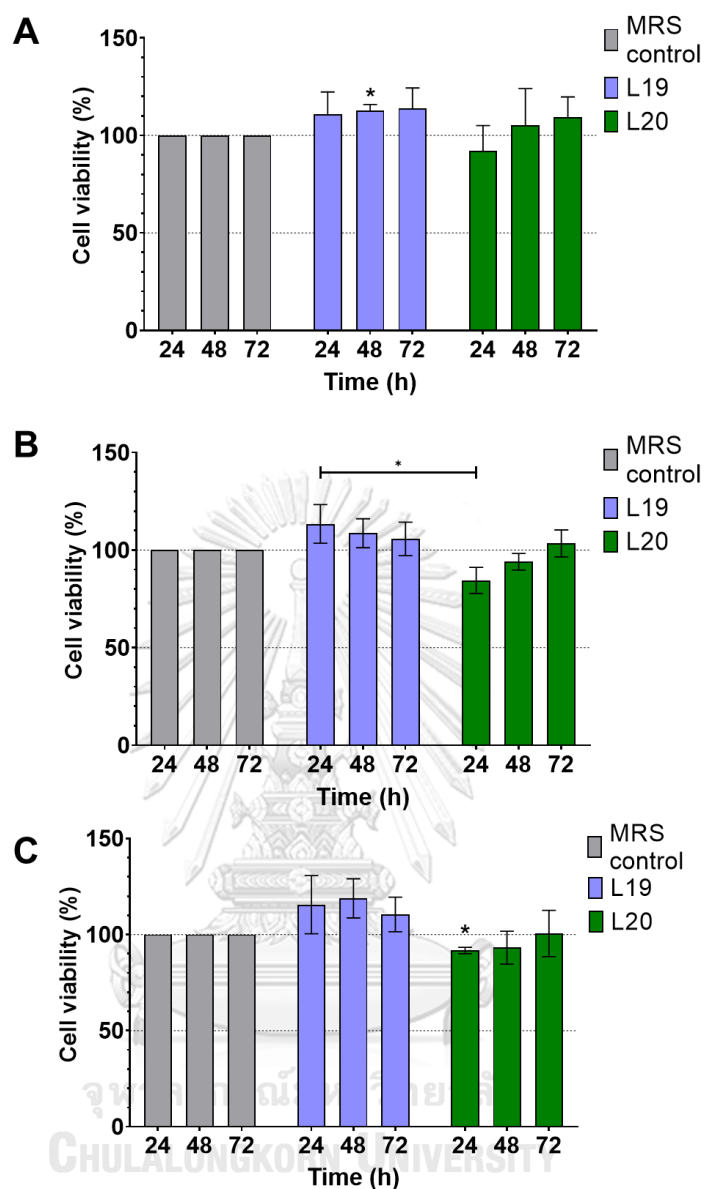 A
150
100
50
0
Cell viability (%)
*
24 48 72 24 48 72 24 48 72
Time (h)
MRS
control
L19
L20
B
150
100
50
0
Cell viability (%)
*
24 48 72 24 48 72 24 48 72
Time (h)
MRS
control
L19
L20
C
150
100
50
0
Cell viability (%)
*
24 48 72 24 48 72 24 48 72
Time (h)
MRS
control
L19
L20
CHULALONGKORN UNIVERSITY